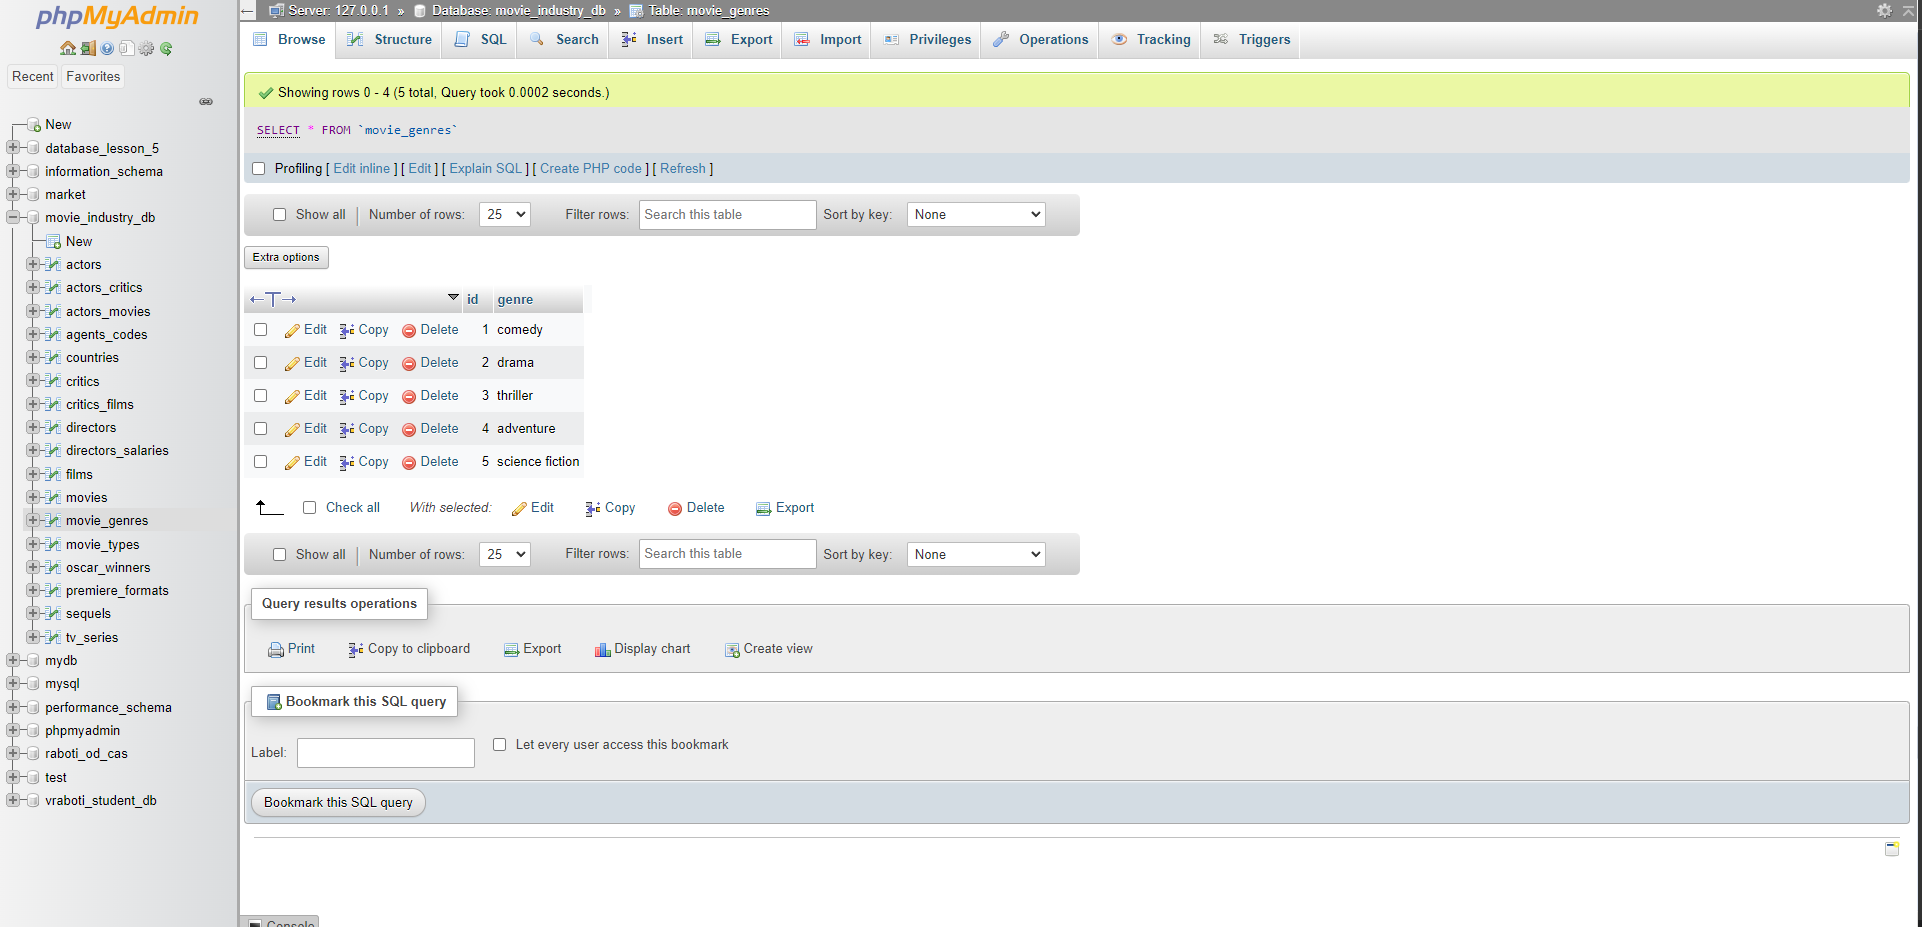 phpMyAdmin
Recent Favorites
New
database_lesson_5
information_schema
market
movie_industry_db
New
actors
actors_critics
actors_movies
agents_codes
countries
critics
critics_films
directors
directors_salaries
films
movies
movie_genres
movie_types
oscar_winners
premiere_formats
sequels
tv_series
mydb
mysql
performance_schema
phpmyadmin
raboti_od_cas
test
vraboti_student_db
Server: 127.0.0.1 » Database: movie_industry_db » Table: movie_genres
Browse Structure SQL Search Insert Export Import Privileges Operations Tracking Triggers
Showing rows 0 - 4 (5 total, Query took 0.0002 seconds.)
SELECT * FROM `movie_genres`
Profiling [ Edit inline ] [ Edit ] [ Explain SQL ] [ Create PHP code ] [ Refresh ]
Show all | Number of rows: 25 Filter rows: Search this table Sort by key: None
Extra options
←T→ id genre
Edit Copy Delete 1 comedy
Edit Copy Delete 2 drama
Edit Copy Delete 3 thriller
Edit Copy Delete 4 adventure
Edit Copy Delete 5 science fiction
Check all With selected: Edit Copy Delete Export
Show all | Number of rows: 25 Filter rows: Search this table Sort by key: None
Query results operations
Print Copy to clipboard Export Display chart Create view
Bookmark this SQL query
Label: Let every user access this bookmark
Bookmark this SQL query
Console